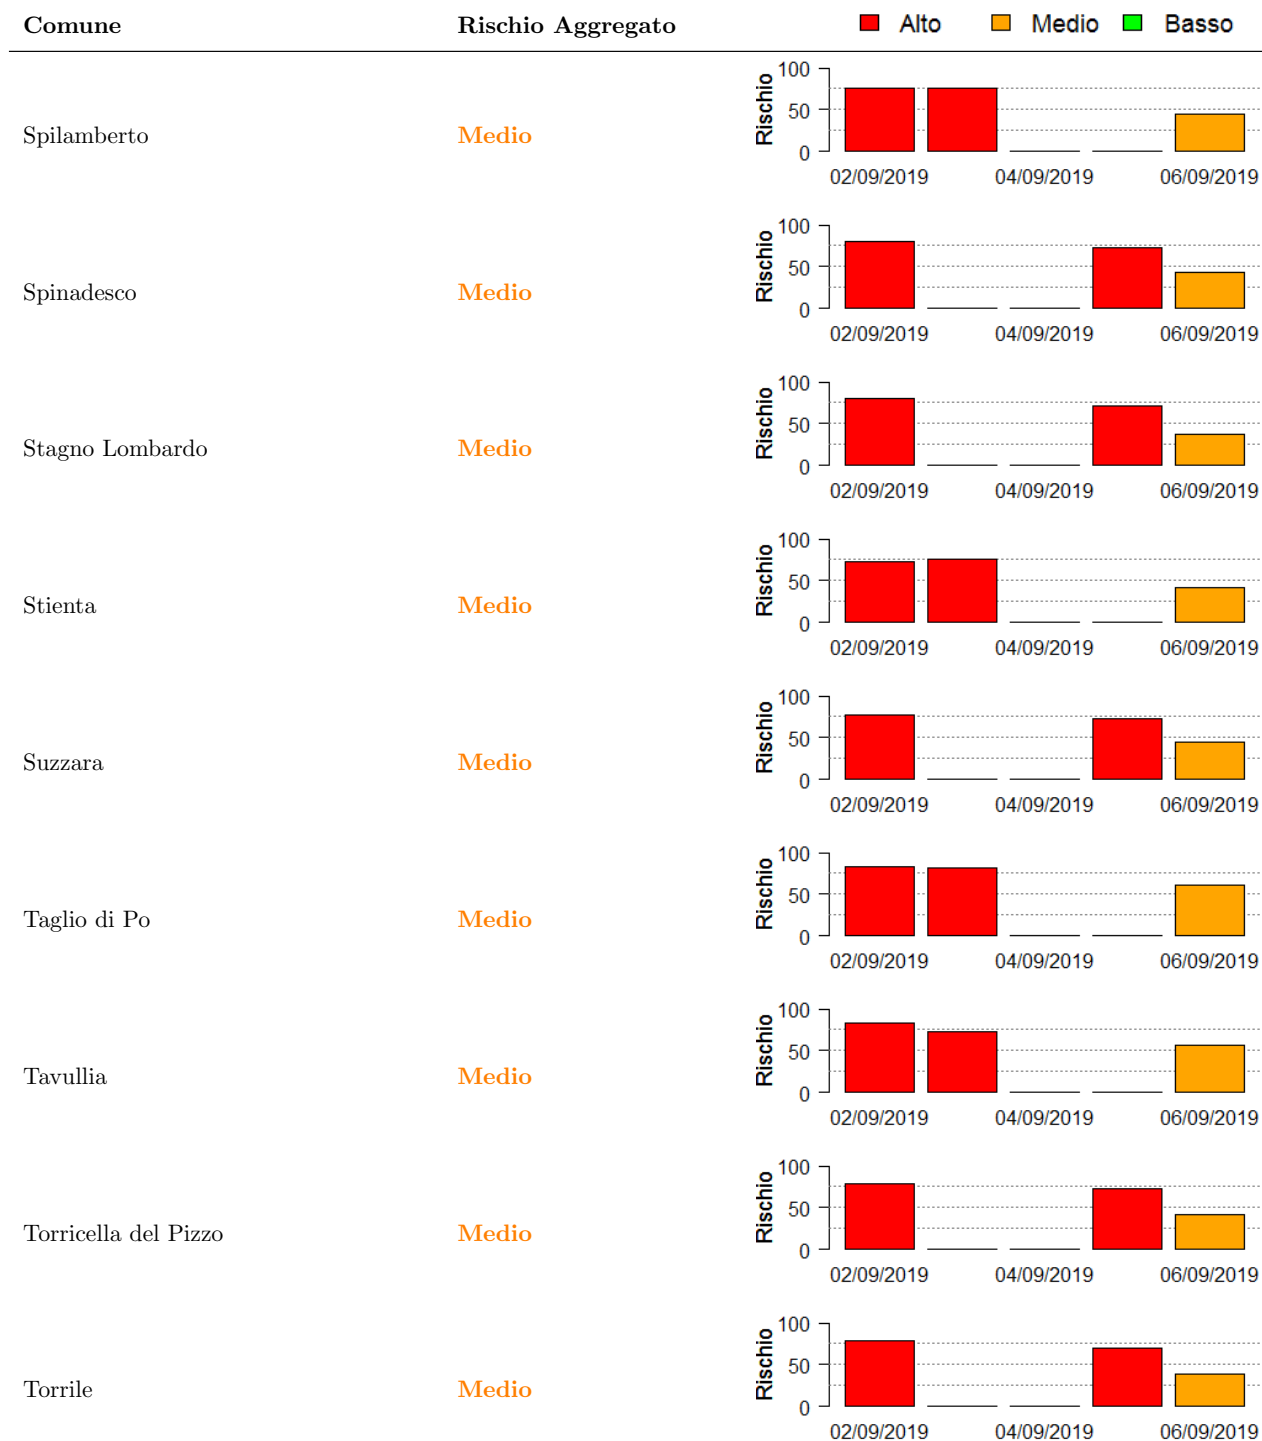 Comune Rischio Aggregato Alto Medio Basso
100
50
0
Rischio
Spilamberto Medio
02/09/2019 04/09/2019 06/09/2019
100
50
0
Rischio
Spinadesco Medio
02/09/2019 04/09/2019 06/09/2019
100
50
0
Rischio
Stagno Lombardo Medio
02/09/2019 04/09/2019 06/09/2019
100
50
0
Rischio
Stienta Medio
02/09/2019 04/09/2019 06/09/2019
100
50
0
Rischio
Suzzara Medio
02/09/2019 04/09/2019 06/09/2019
100
50
0
Rischio
Taglio di Po Medio
02/09/2019 04/09/2019 06/09/2019
100
50
0
Rischio
Tavullia Medio
02/09/2019 04/09/2019 06/09/2019
100
50
0
Rischio
Torricella del Pizzo Medio
02/09/2019 04/09/2019 06/09/2019
100
50
0
Rischio
Torrile Medio
02/09/2019 04/09/2019 06/09/2019